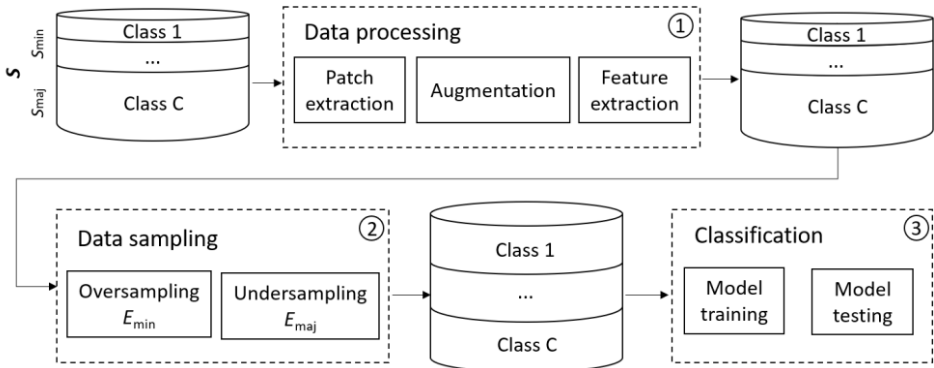 S
Smin
Smaj
Class 1
...
Class C
Data processing
1
Patch
extraction
Augmentation
Feature
extraction
Class 1
...
Class C
Data sampling
2
Oversampling
Emin
Undersampling
Emaj
Class 1
...
Class C
Classification
3
Model
training
Model
testing